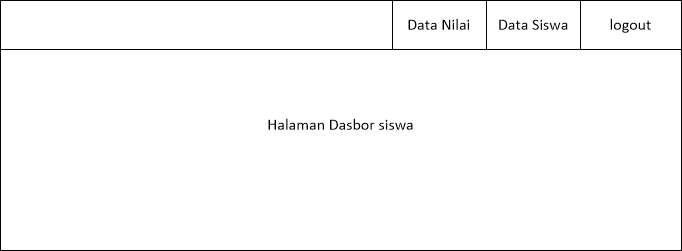 Data Nilai
Data Siswa
logout
Halaman Dasbor siswa